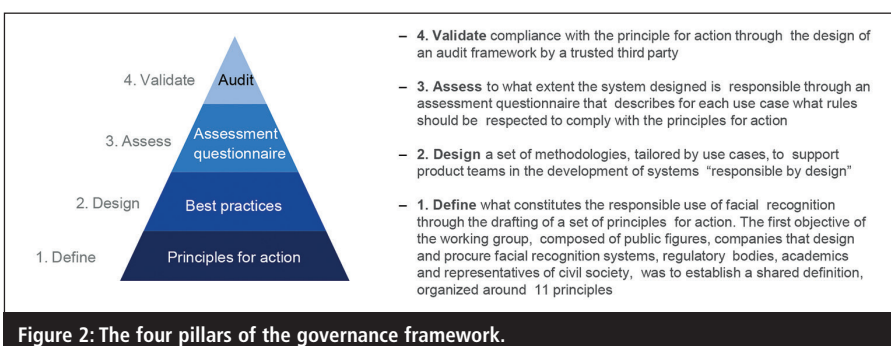 4. Validate
Audit
3. Assess
Assessment
questionnaire
2. Design
Best practices
1. Define
Principles for action
– 4. Validate compliance with the principle for action through the design of
an audit framework by a trusted third party
– 3. Assess to what extent the system designed is responsible through an
assessment questionnaire that describes for each use case what rules
should be respected to comply with the principles for action
– 2. Design a set of methodologies, tailored by use cases, to support
product teams in the development of systems “responsible by design”
– 1. Define what constitutes the responsible use of facial recognition
through the drafting of a set of principles for action. The first objective of
the working group, composed of public figures, companies that design
and procure facial recognition systems, regulatory bodies, academics
and representatives of civil society, was to establish a shared definition,
organized around 11 principles
Figure 2: The four pillars of the governance framework.